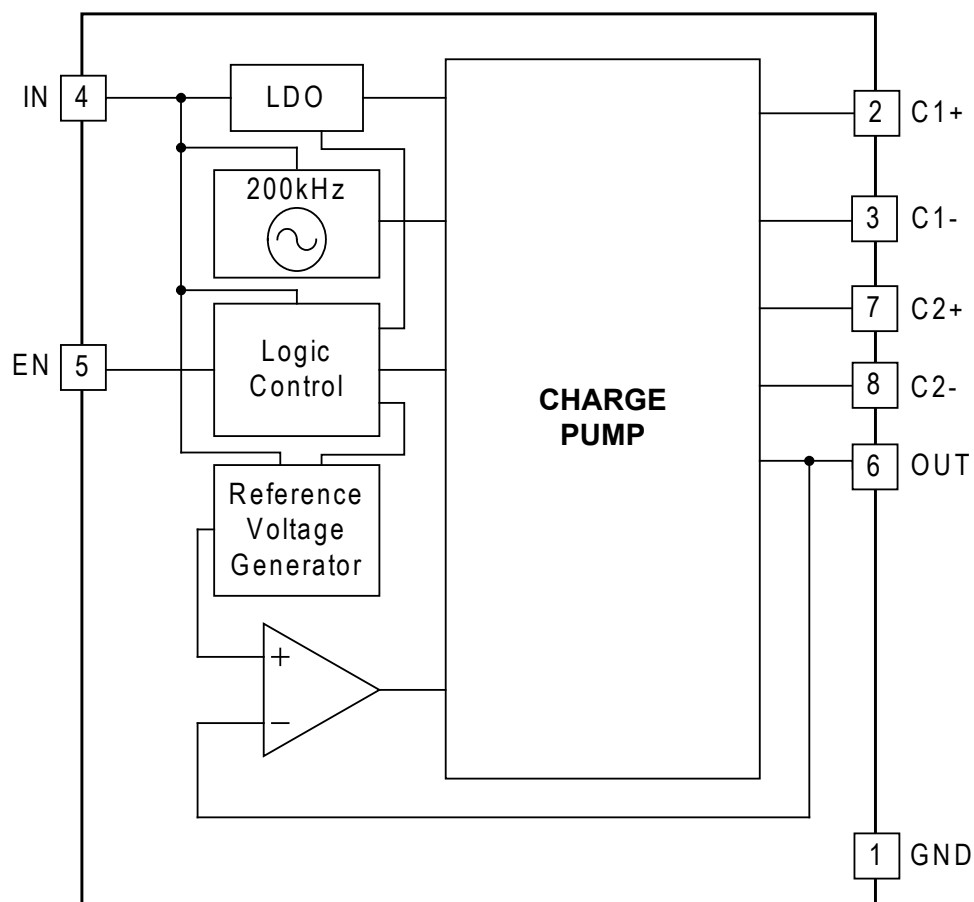 IN 4
LDO
2 C1+
200kHz
3 C1-
7 C2+
EN 5
Logic
Control
8 C2-
CHARGE
PUMP
6 OUT
Reference
Voltage
Generator
+
-
1 GND